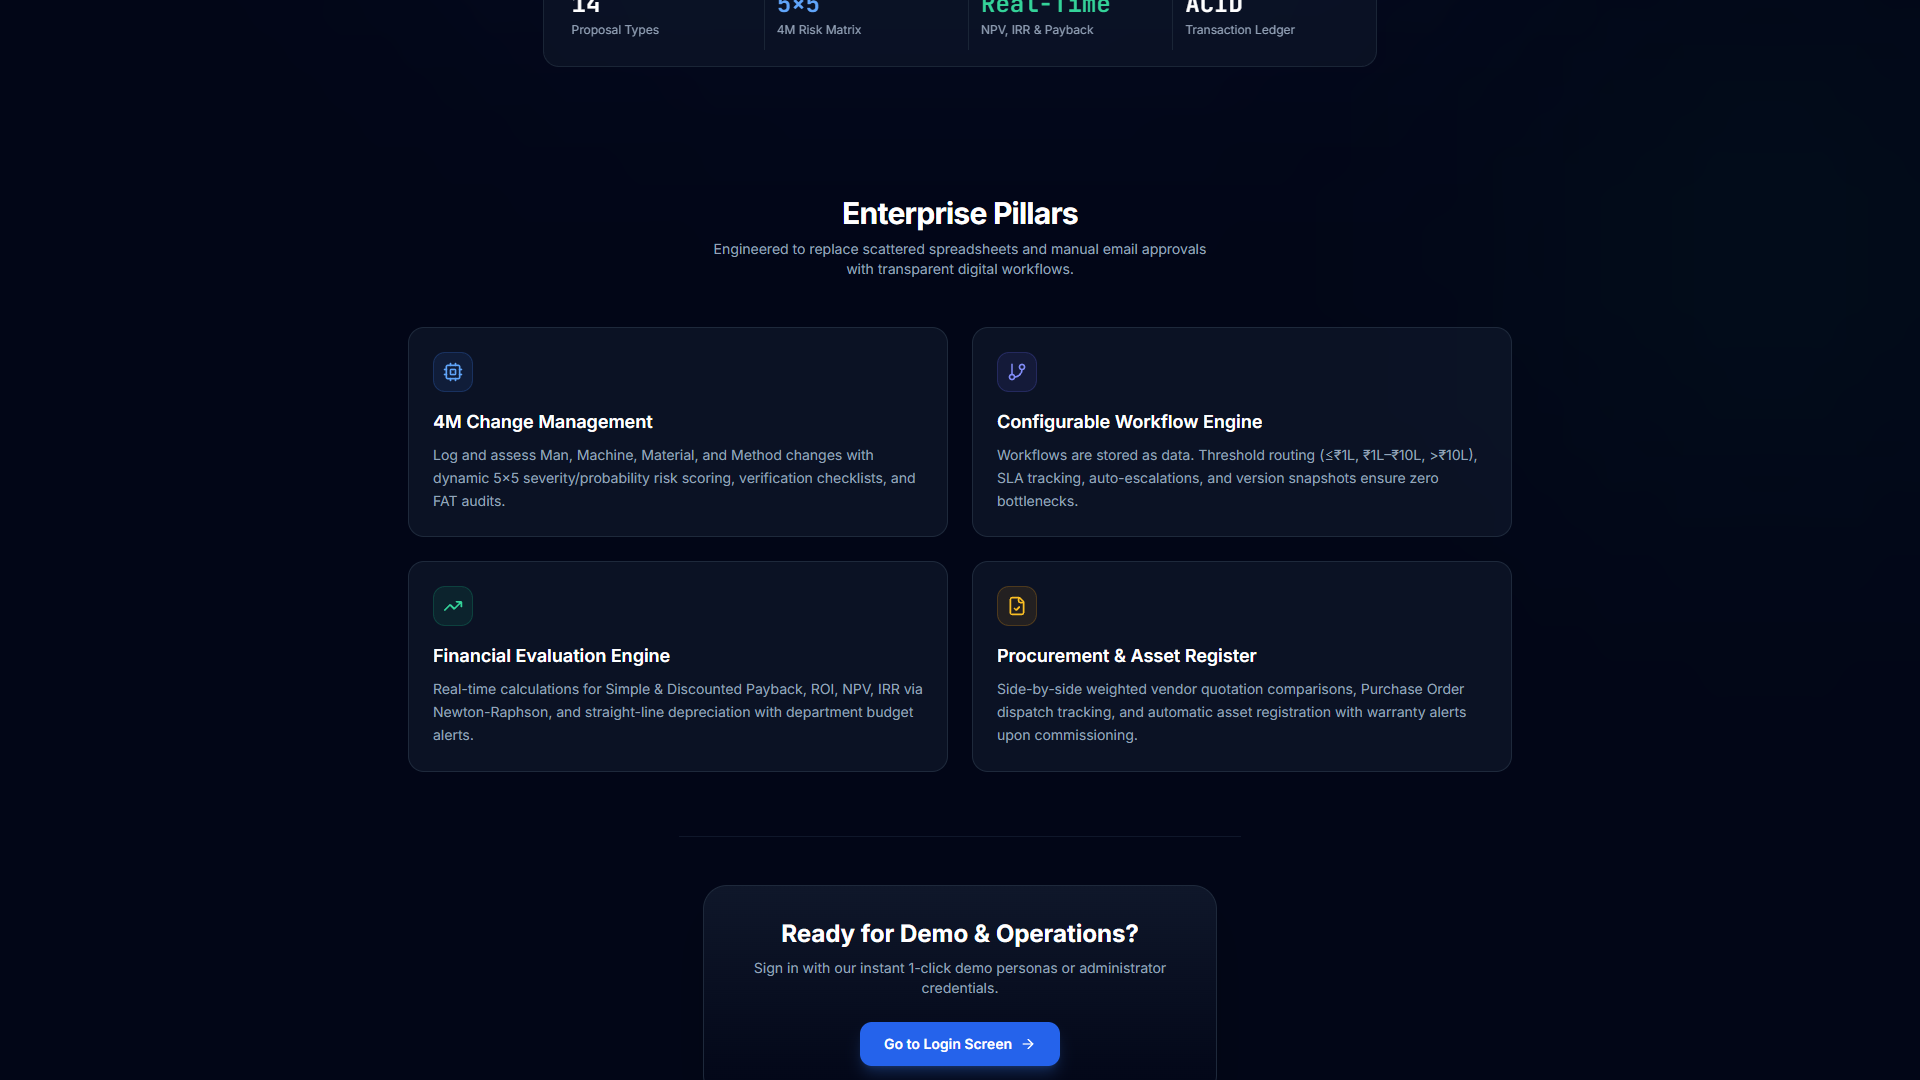 14
5×5
Real-Time
ACID
Proposal Types
4M Risk Matrix
NPV, IRR & Payback
Transaction Ledger
Enterprise Pillars
Engineered to replace scattered spreadsheets and manual email approvals
with transparent digital workflows.
4M Change Management
Log and assess Man, Machine, Material, and Method changes with
dynamic 5×5 severity/probability risk scoring, verification checklists, and
FAT audits.
Configurable Workflow Engine
Workflows are stored as data. Threshold routing (≤₹1L, ₹1L–₹10L, >₹10L),
SLA tracking, auto-escalations, and version snapshots ensure zero
bottlenecks.
Financial Evaluation Engine
Real-time calculations for Simple & Discounted Payback, ROI, NPV, IRR via
Newton-Raphson, and straight-line depreciation with department budget
alerts.
Procurement & Asset Register
Side-by-side weighted vendor quotation comparisons, Purchase Order
dispatch tracking, and automatic asset registration with warranty alerts
upon commissioning.
Ready for Demo & Operations?
Sign in with our instant 1-click demo personas or administrator
credentials.
Go to Login Screen →